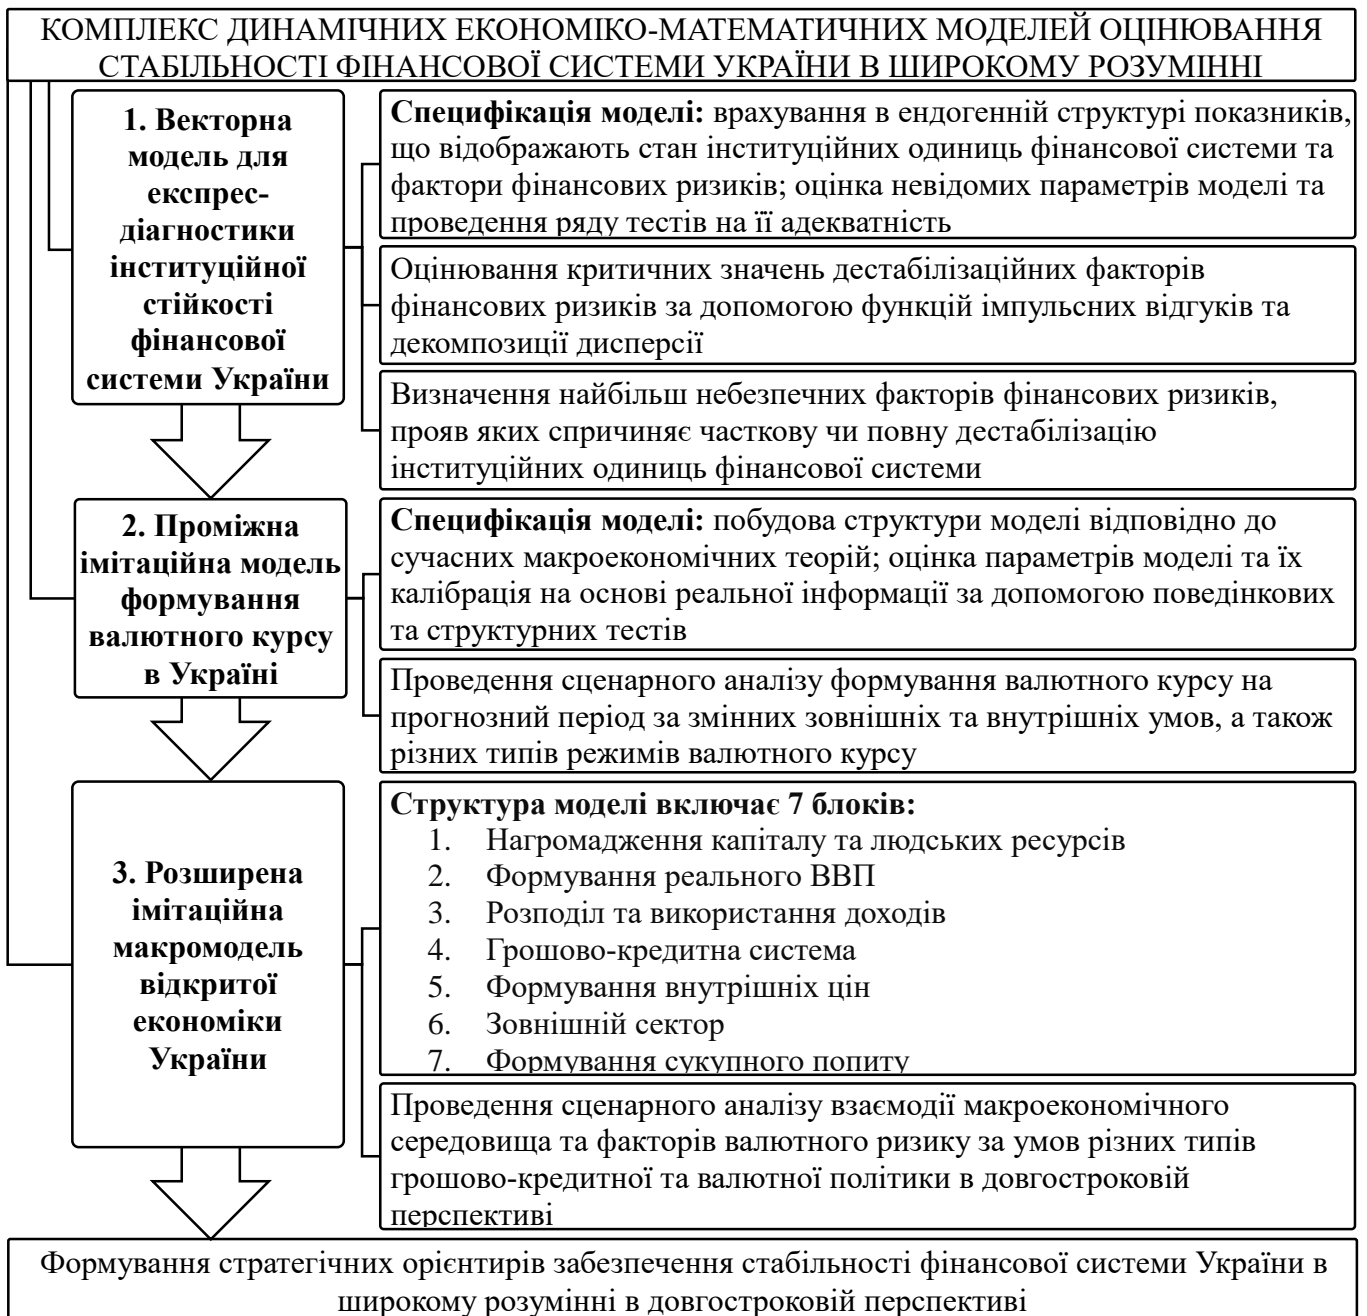 КОМПЛЕКС ДИНАМІЧНИХ ЕКОНОМІКО-МАТЕМАТИЧНИХ МОДЕЛЕЙ ОЦІНЮВАННЯ
СТАБІЛЬНОСТІ ФІНАНСОВОЇ СИСТЕМИ УКРАЇНИ В ШИРОКОМУ РОЗУМІННІ
1. Векторна
модель для
експрес-
діагностики
інституційної
стійкості
фінансової
системи України
Специфікація моделі: врахування в ендогенній структурі показників,
що відображають стан інституційних одиниць фінансової системи та
фактори фінансових ризиків; оцінка невідомих параметрів моделі та
проведення ряду тестів на її адекватність
Оцінювання критичних значень дестабілізаційних факторів
фінансових ризиків за допомогою функцій імпульсних відгуків та
декомпозиції дисперсії
Визначення найбільш небезпечних факторів фінансових ризиків,
прояв яких спричиняє часткову чи повну дестабілізацію
інституційних одиниць фінансової системи
2. Проміжна
імітаційна модель
формування
валютного курсу
в Україні
Специфікація моделі: побудова структури моделі відповідно до
сучасних макроекономічних теорій; оцінка параметрів моделі та їх
калібрація на основі реальної інформації за допомогою поведінкових
та структурних тестів
Проведення сценарного аналізу формування валютного курсу на
прогнозний період за змінних зовнішніх та внутрішніх умов, а також
різних типів режимів валютного курсу
3. Розширена
імітаційна
макромодель
відкритої
економіки
України
Структура моделі включає 7 блоків:
1. Нагромадження капіталу та людських ресурсів
2. Формування реального ВВП
3. Розподіл та використання доходів
4. Грошово-кредитна система
5. Формування внутрішніх цін
6. Зовнішній сектор
7. Формування сукупного попиту
Проведення сценарного аналізу взаємодії макроекономічного
середовища та факторів валютного ризику за умов різних типів
грошово-кредитної та валютної політики в довгостроковій
перспективі
Формування стратегічних орієнтирів забезпечення стабільності фінансової системи України в
широкому розумінні в довгостроковій перспективі